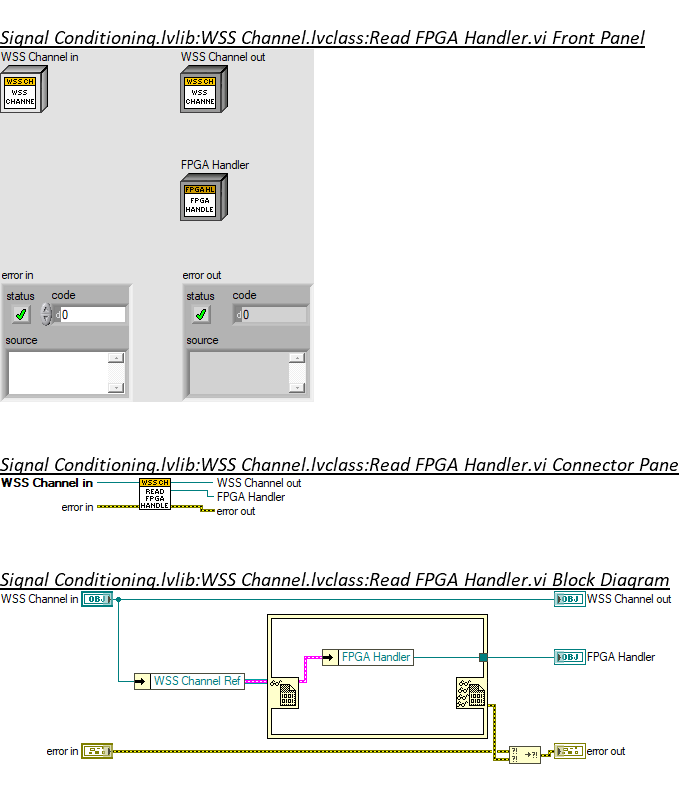 Signal Conditioning.lvlib:WSS Channel.lvclass:Read FPGA Handler.vi Front Panel
WSS Channel in
WSS Channel out
WSS CH
WSS
CHANNE
WSS CH
WSS
CHANNE
FPGA Handler
FPGA HL
FPGA
HANDLE
error in
error out
status
code
status
code
d 0
d 0
source
source
Signal Conditioning.lvlib:WSS Channel.lvclass:Read FPGA Handler.vi Connector Pane
WSS Channel in
WSS CH
READ
FPGA
HANDLE
WSS Channel out
FPGA Handler
error in
error out
Signal Conditioning.lvlib:WSS Channel.lvclass:Read FPGA Handler.vi Block Diagram
WSS Channel in
OBJ
OBJ
WSS Channel out
FPGA Handler
OBJ
FPGA Handler
WSS Channel Ref
error in
?!
?!
?!
error out